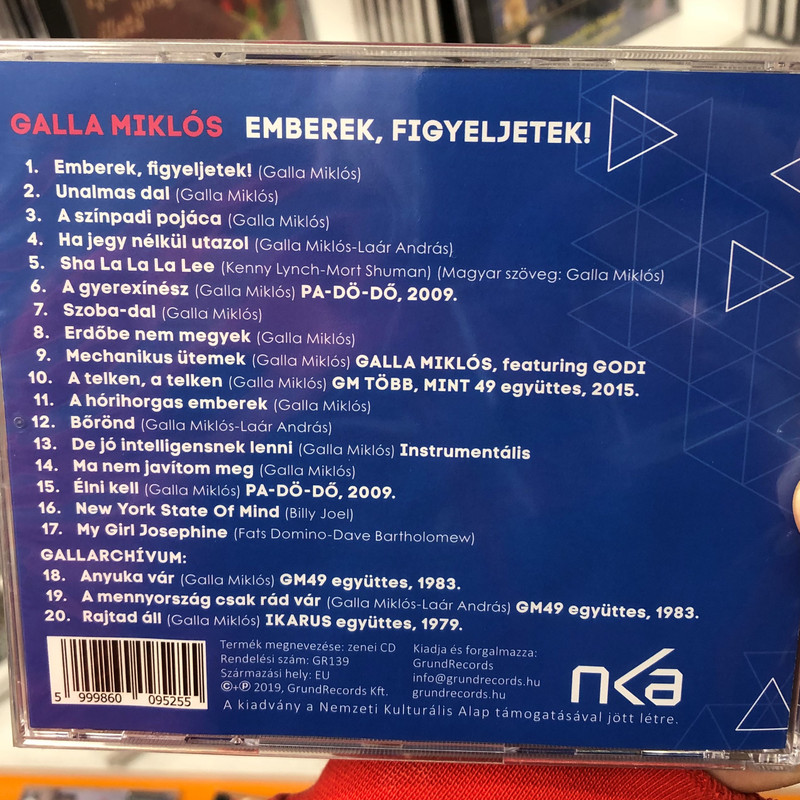 GALLA MIKLÓS EMBEREK, FIGYELJETEK!
1. Emberek, figyeljetek! (Galla Miklós)
2. Unalmas dal (Galla Miklós)
3. A színpadi pojáca (Galla Miklós)
4. Ha jegy nélkül utazol (Galla Miklós-Laár András)
5. Sha La La La Lee (Kenny Lynch-Mort Shuman) (Magyar szöveg: Galla Miklós)
6. A gyerexínész (Galla Miklós) PA-DÖ-DŐ, 2009.
7. Szoba-dal (Galla Miklós)
8. Erdőbe nem megyek (Galla Miklós)
9. Mechanikus ütemek (Galla Miklós) GALLA MIKLÓS, featuring GODI
10. A telken, a telken (Galla Miklós) GM TÖBB, MINT 49 együttes, 2015.
11. A hórihorgas emberek (Galla Miklós)
12. Bőrönd (Galla Miklós-Laár András)
13. De jó intelligensnek lenni (Galla Miklós) Instrumentális
14. Ma nem javítom meg (Galla Miklós)
15. Élni kell (Galla Miklós) PA-DÖ-DŐ, 2009.
16. New York State Of Mind (Billy Joel)
17. My Girl Josephine (Fats Domino-Dave Bartholomew)
GALLARCHÍVUM:
18. Anyuka vár (Galla Miklós) GM49 együttes, 1983.
19. A mennyország csak rád vár (Galla Miklós-Laár András) GM49 együttes, 1983.
20. Rajtad áll (Galla Miklós) IKARUS együttes, 1979.
5 999860 095255
Termék megnevezése: zenei CD
Rendelési szám: GR139
Származási hely: EU
©+℗ 2019, GrundRecords Kft.
Kiadja és forgalmazza:
GrundRecords
info@grundrecords.hu
grundrecords.hu
nka
A kiadvány a Nemzeti Kulturális Alap támogatásával jött létre.